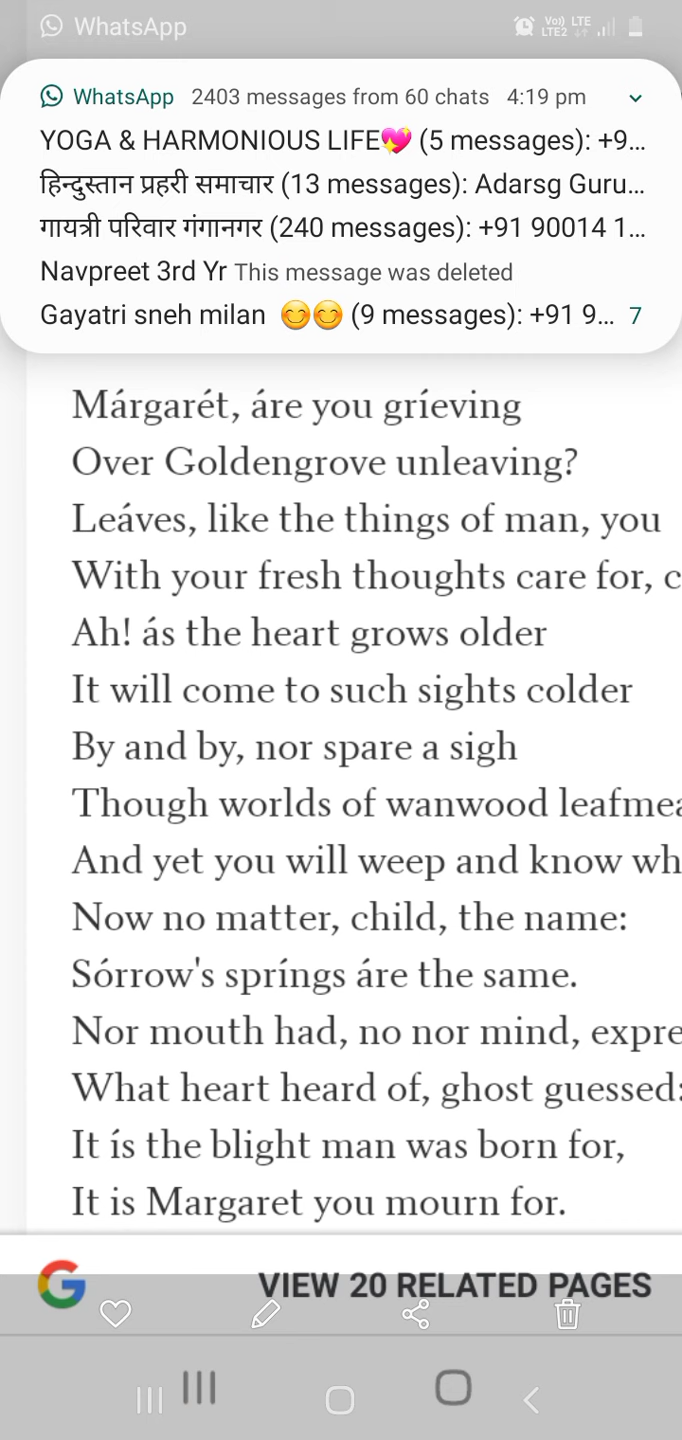 WhatsApp
Vo)) LTE
LTE2
WhatsApp 2403 messages from 60 chats 4:19 pm
YOGA & HARMONIOUS LIFE💖 (5 messages): +9...
हिन्दुस्तान प्रहरी समाचार (13 messages): Adarsg Guru...
गायत्री परिवार गंगानगर (240 messages): +91 90014 1...
Navpreet 3rd Yr This message was deleted
Gayatri sneh milan 😊😊 (9 messages): +91 9... 7
Márgarét, áre you gríeving
Over Goldengrove unleaving?
Leáves, like the things of man, you
With your fresh thoughts care for, c
Ah! ás the heart grows older
It will come to such sights colder
By and by, nor spare a sigh
Though worlds of wanwood leafmea
And yet you will weep and know wh
Now no matter, child, the name:
Sórrow's spríngs áre the same.
Nor mouth had, no nor mind, expre
What heart heard of, ghost guessed:
It ís the blight man was born for,
It is Margaret you mourn for.
G VIEW 20 RELATED PAGES